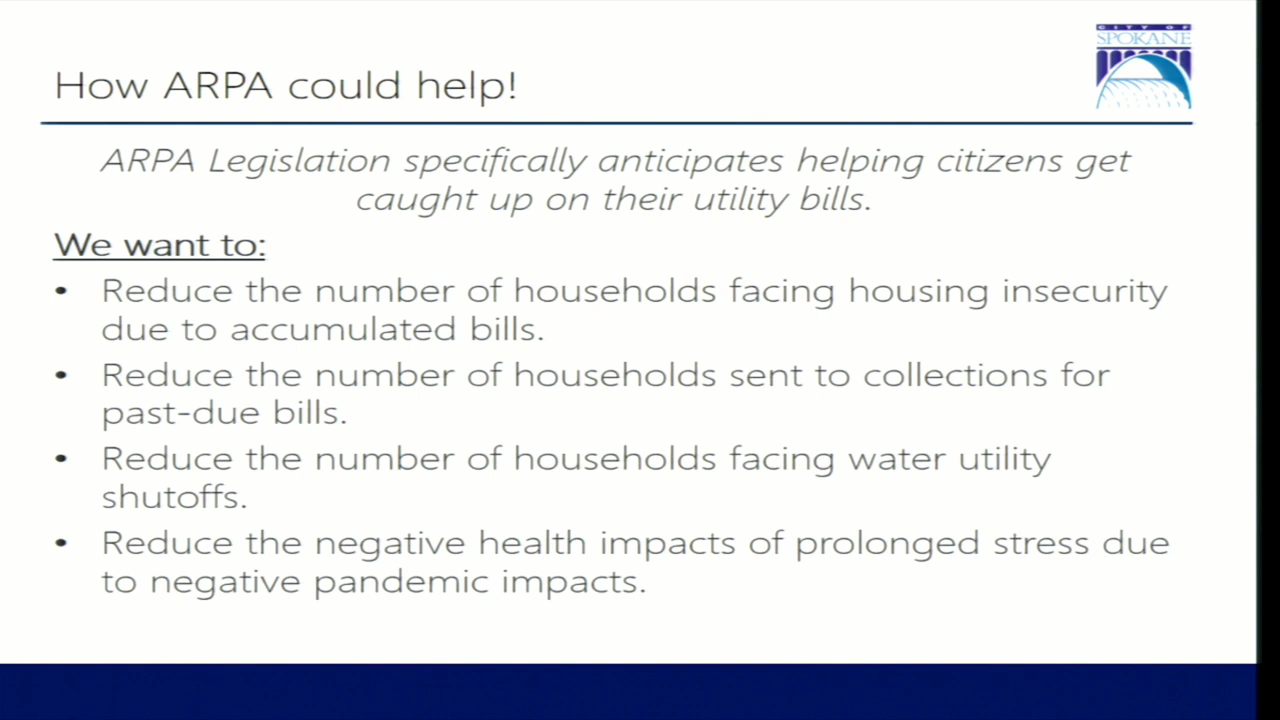 CITY OF
SPOKANE
How ARPA could help!
ARPA Legislation specifically anticipates helping citizens get
caught up on their utility bills.
We want to:
• Reduce the number of households facing housing insecurity
due to accumulated bills.
• Reduce the number of households sent to collections for
past-due bills.
• Reduce the number of households facing water utility
shutoffs.
• Reduce the negative health impacts of prolonged stress due
to negative pandemic impacts.